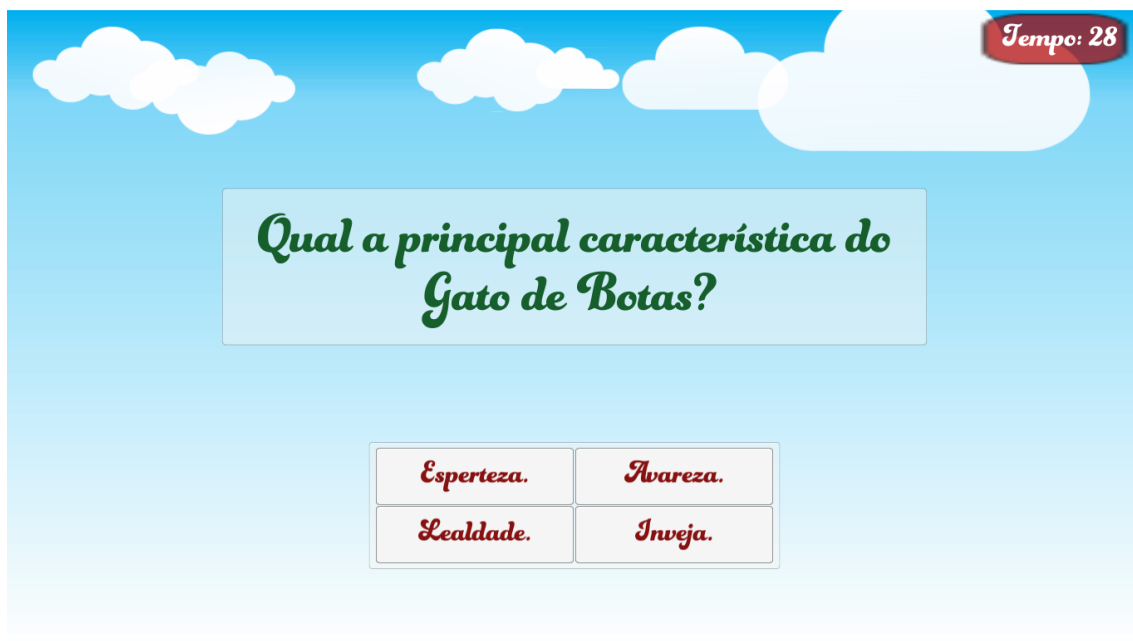 Tempo: 28
Qual a principal característica do
Gato de Botas?
Esperteza.
Avareza.
Lealdade.
Inveja.